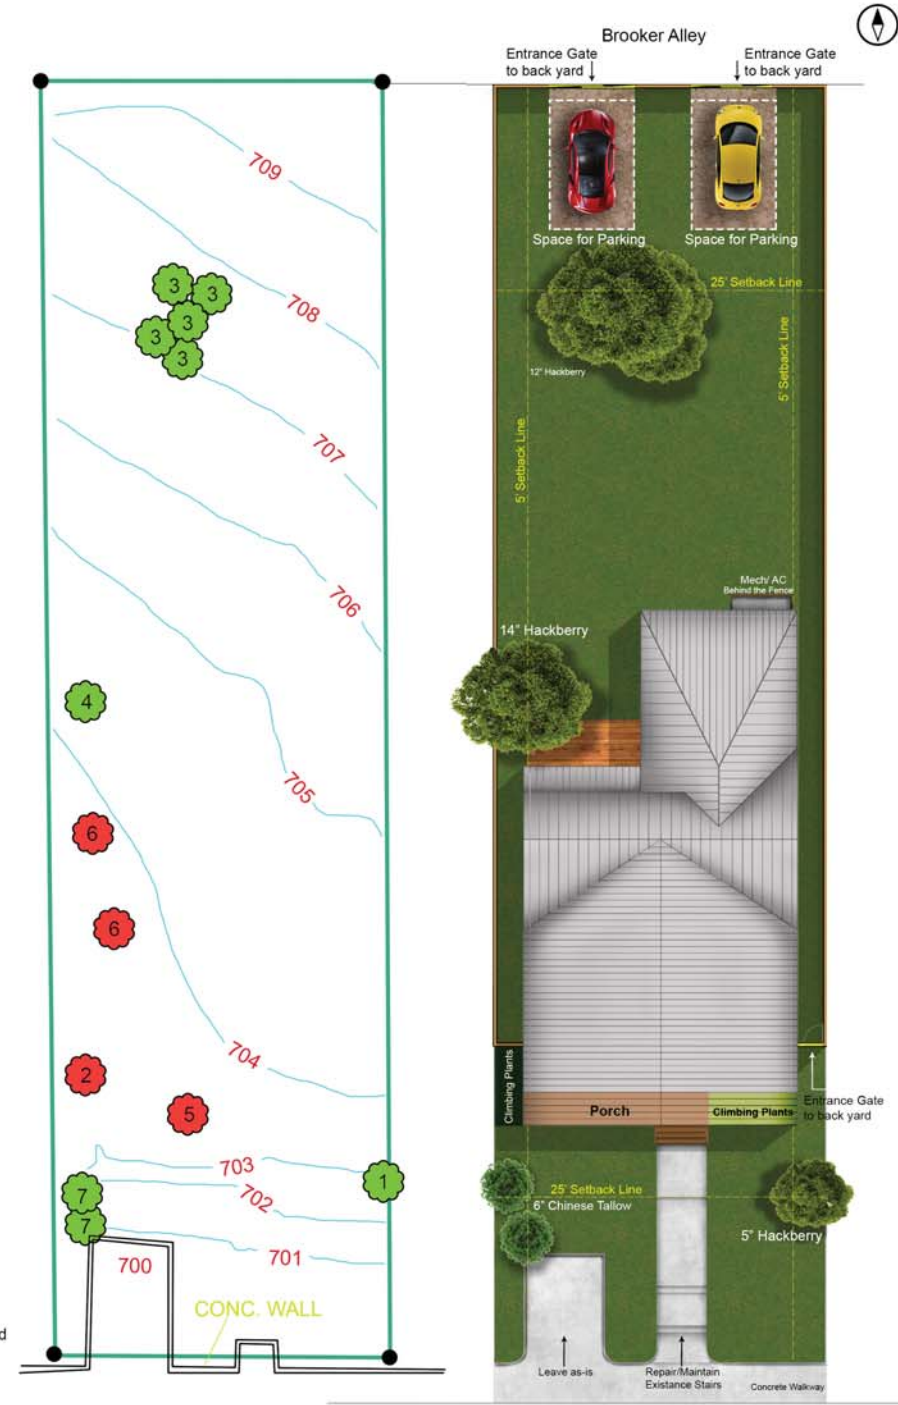 Brooker Alley
Entrance Gate
to back yard
Entrance Gate
to back yard
709
Space for Parking
Space for Parking
3
3
3
3
3
708
25' Setback Line
5' Setback Line
12" Hackberry
707
5' Setback Line
706
Mech/ AC
Behind the Fence
14" Hackberry
4
705
6
6
704
2
5
Climbing Plants
Porch
Climbing Plants
Entrance Gate
to back yard
703
1
7
702
7
25' Setback Line
6" Chinese Tallow
5" Hackberry
701
700
CONC. WALL
Leave as-is
Repair/Maintain
Existance Stairs
Concrete Walkway